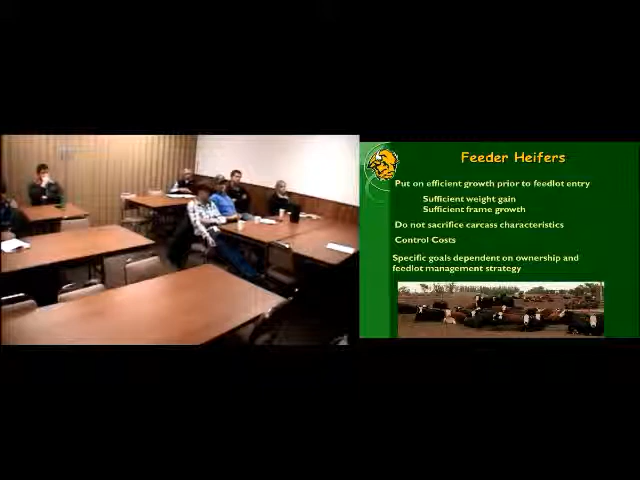 Feeder Heifers
Put on efficient growth prior to feedlot entry
Sufficient weight gain
Sufficient frame growth
Do not sacrifice carcass characteristics
Control Costs
Specific goals dependent on ownership and
feedlot management strategy